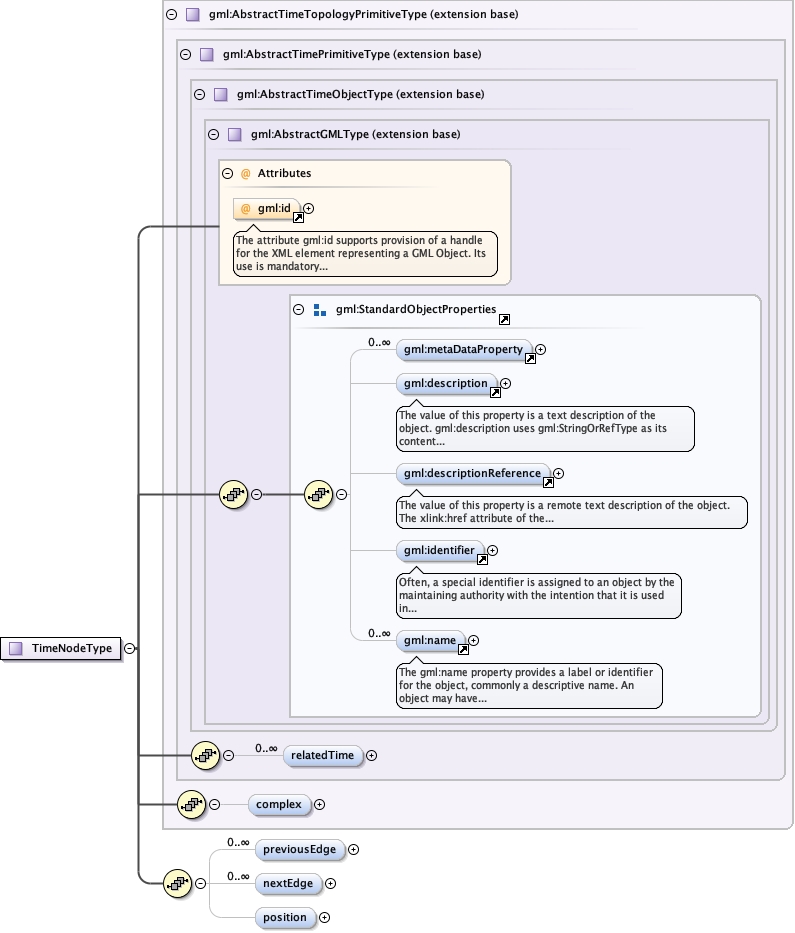 gml:AbstractTimeTopologyPrimitiveType (extension base)
gml:AbstractTimePrimitiveType (extension base)
gml:AbstractTimeObjectType (extension base)
gml:AbstractGMLType (extension base)
@ Attributes
@ gml:id
The attribute gml:id supports provision of a handle
for the XML element representing a GML Object. Its
use is mandatory...
gml:StandardObjectProperties
0..∞
gml:metaDataProperty
gml:description
The value of this property is a text description of the
object. gml:description uses gml:StringOrRefType as its
content...
gml:descriptionReference
The value of this property is a remote text description of the object.
The xlink:href attribute of the...
gml:identifier
Often, a special identifier is assigned to an object by the
maintaining authority with the intention that it is used
in...
0..∞
gml:name
The gml:name property provides a label or identifier
for the object, commonly a descriptive name. An
object may have...
TimeNodeType
0..∞
relatedTime
complex
0..∞
previousEdge
0..∞
nextEdge
position